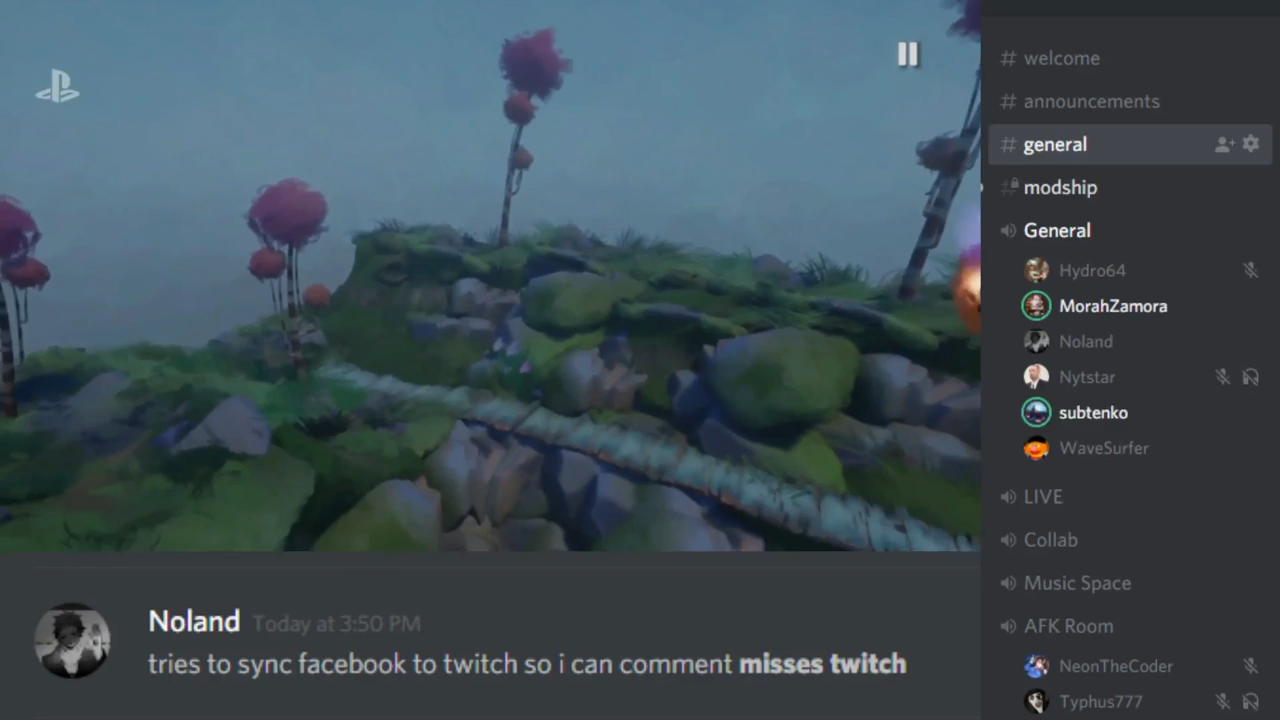 # welcome
# announcements
# general
# modship
General
Hydro64
MorahZamora
Noland
Nytstar
subtenko
WaveSurfer
LIVE
Collab
Music Space
AFK Room
NeonTheCoder
Typhus777
Noland Today at 3:50 PM
tries to sync facebook to twitch so i can comment misses twitch